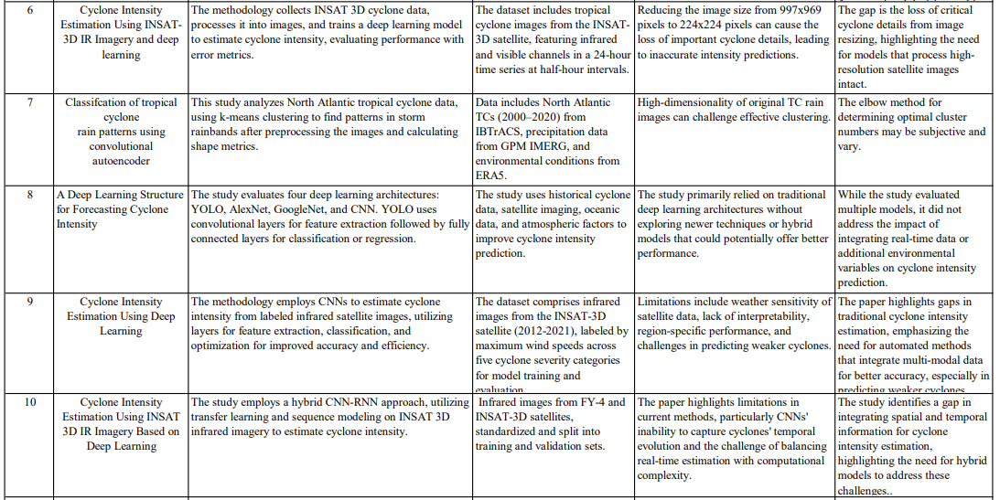 6
Cyclone Intensity
Estimation Using INSAT-
3D IR Imagery and deep
learning
The methodology collects INSAT 3D cyclone data,
processes it into images, and trains a deep learning model
to estimate cyclone intensity, evaluating performance with
error metrics.
The dataset includes tropical
cyclone images from the INSAT-
3D satellite, featuring infrared
and visible channels in a 24-hour
time series at half-hour intervals.
Reducing the image size from 997x969
pixels to 224x224 pixels can cause the
loss of important cyclone details, leading
to inaccurate intensity predictions.
The gap is the loss of critical
cyclone details from image
resizing, highlighting the need
for models that process high-
resolution satellite images
intact.
7
Classifcation of tropical
cyclone
rain patterns using
convolutional
autoencoder
This study analyzes North Atlantic tropical cyclone data,
using k-means clustering to find patterns in storm
rainbands after preprocessing the images and calculating
shape metrics.
Data includes North Atlantic
TCs (2000–2020) from
IBTrACS, precipitation data
from GPM IMERG, and
environmental conditions from
ERA5.
High-dimensionality of original TC rain
images can challenge effective clustering.
The elbow method for
determining optimal cluster
numbers may be subjective and
vary.
8
A Deep Learning Structure
for Forecasting Cyclone
Intensity
The study evaluates four deep learning architectures:
YOLO, AlexNet, GoogleNet, and CNN. YOLO uses
convolutional layers for feature extraction followed by fully
connected layers for classification or regression.
The study uses historical cyclone
data, satellite imaging, oceanic
data, and atmospheric factors to
improve cyclone intensity
prediction.
The study primarily relied on traditional
deep learning architectures without
exploring newer techniques or hybrid
models that could potentially offer better
performance.
While the study evaluated
multiple models, it did not
address the impact of
integrating real-time data or
additional environmental
variables on cyclone intensity
prediction.
9
Cyclone Intensity
Estimation Using Deep
Learning
The methodology employs CNNs to estimate cyclone
intensity from labeled infrared satellite images, utilizing
layers for feature extraction, classification, and
optimization for improved accuracy and efficiency.
The dataset comprises infrared
images from the INSAT-3D
satellite (2012-2021), labeled by
maximum wind speeds across
five cyclone severity categories
for model training and
evaluation
Limitations include weather sensitivity of
satellite data, lack of interpretability,
region-specific performance, and
challenges in predicting weaker cyclones.
The paper highlights gaps in
traditional cyclone intensity
estimation, emphasizing the
need for automated methods
that integrate multi-modal data
for better accuracy, especially in
predicting weaker cyclones
10
Cyclone Intensity
Estimation Using INSAT
3D IR Imagery Based on
Deep Learning
The study employs a hybrid CNN-RNN approach, utilizing
transfer learning and sequence modeling on INSAT 3D
infrared imagery to estimate cyclone intensity.
Infrared images from FY-4 and
INSAT-3D satellites,
standardized and split into
training and validation sets.
The paper highlights limitations in
current methods, particularly CNNs'
inability to capture cyclones' temporal
evolution and the challenge of balancing
real-time estimation with computational
complexity.
The study identifies a gap in
integrating spatial and temporal
information for cyclone
intensity estimation,
highlighting the need for hybrid
models to address these
challenges..